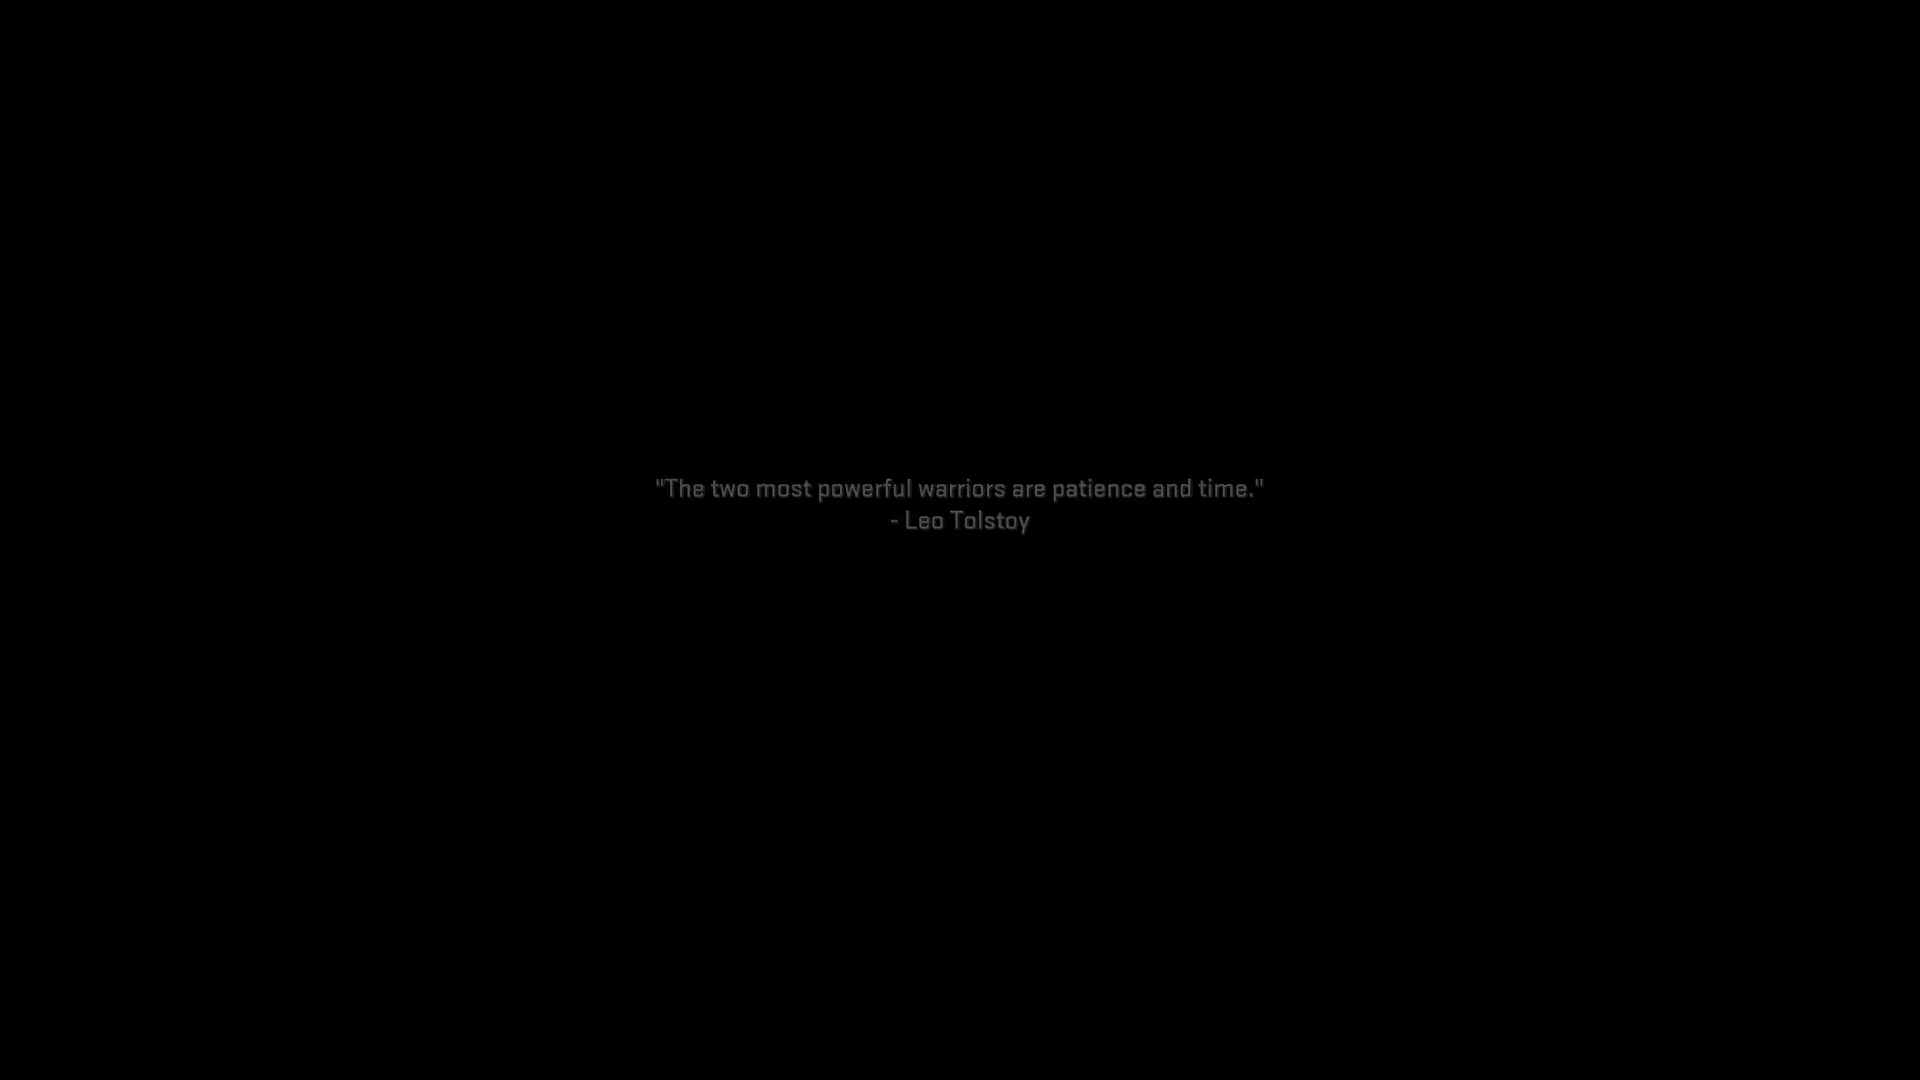 "The two most powerful warriors are patience and time."
- Leo Tolstoy